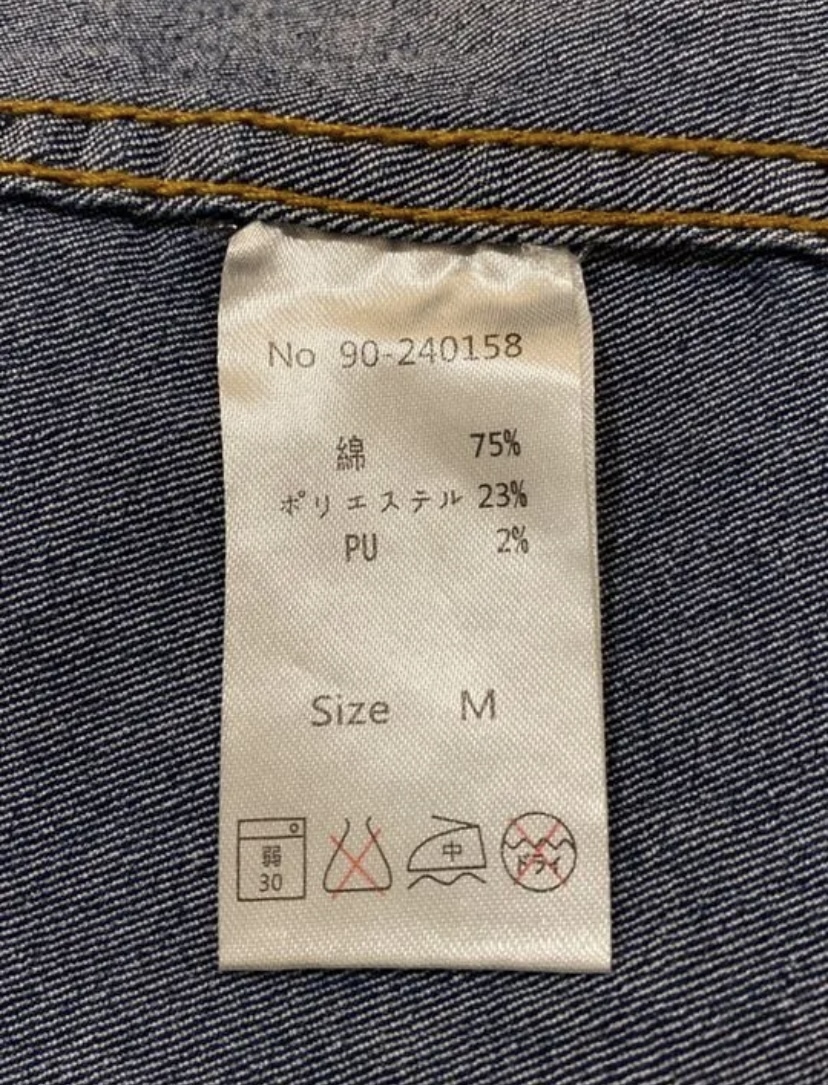 No 90-240158
綿 75%
ポリエステル 23%
PU 2%
Size M
弱 中 ドライ
30